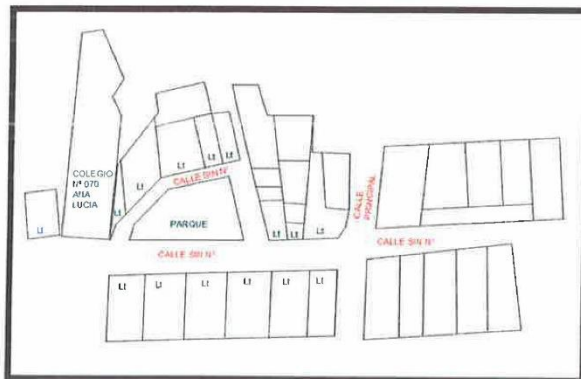 COLEGIO
Nº 070
ANA
LUCIA
Lt
Lt
Lt
Lt
Lt
Lt
CALLE SIN Nº
PARQUE
CALLE SIN Nº
Lt
Lt
Lt
CALLE
PRINCIPAL
CALLE SIN Nº
Lt
Lt
Lt
Lt
Lt
Lt